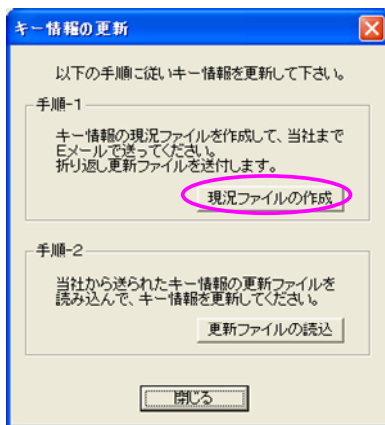 キー情報の更新
以下の手順に従いキー情報を更新して下さい。
手順-1
キー情報の現況ファイルを作成して、当社まで
Eメールで送ってください。
折り返し更新ファイルを送付します。
現況ファイルの作成
手順-2
当社から送られたキー情報の更新ファイルを
読み込んで、キー情報を更新してください。
更新ファイルの読込
閉じる